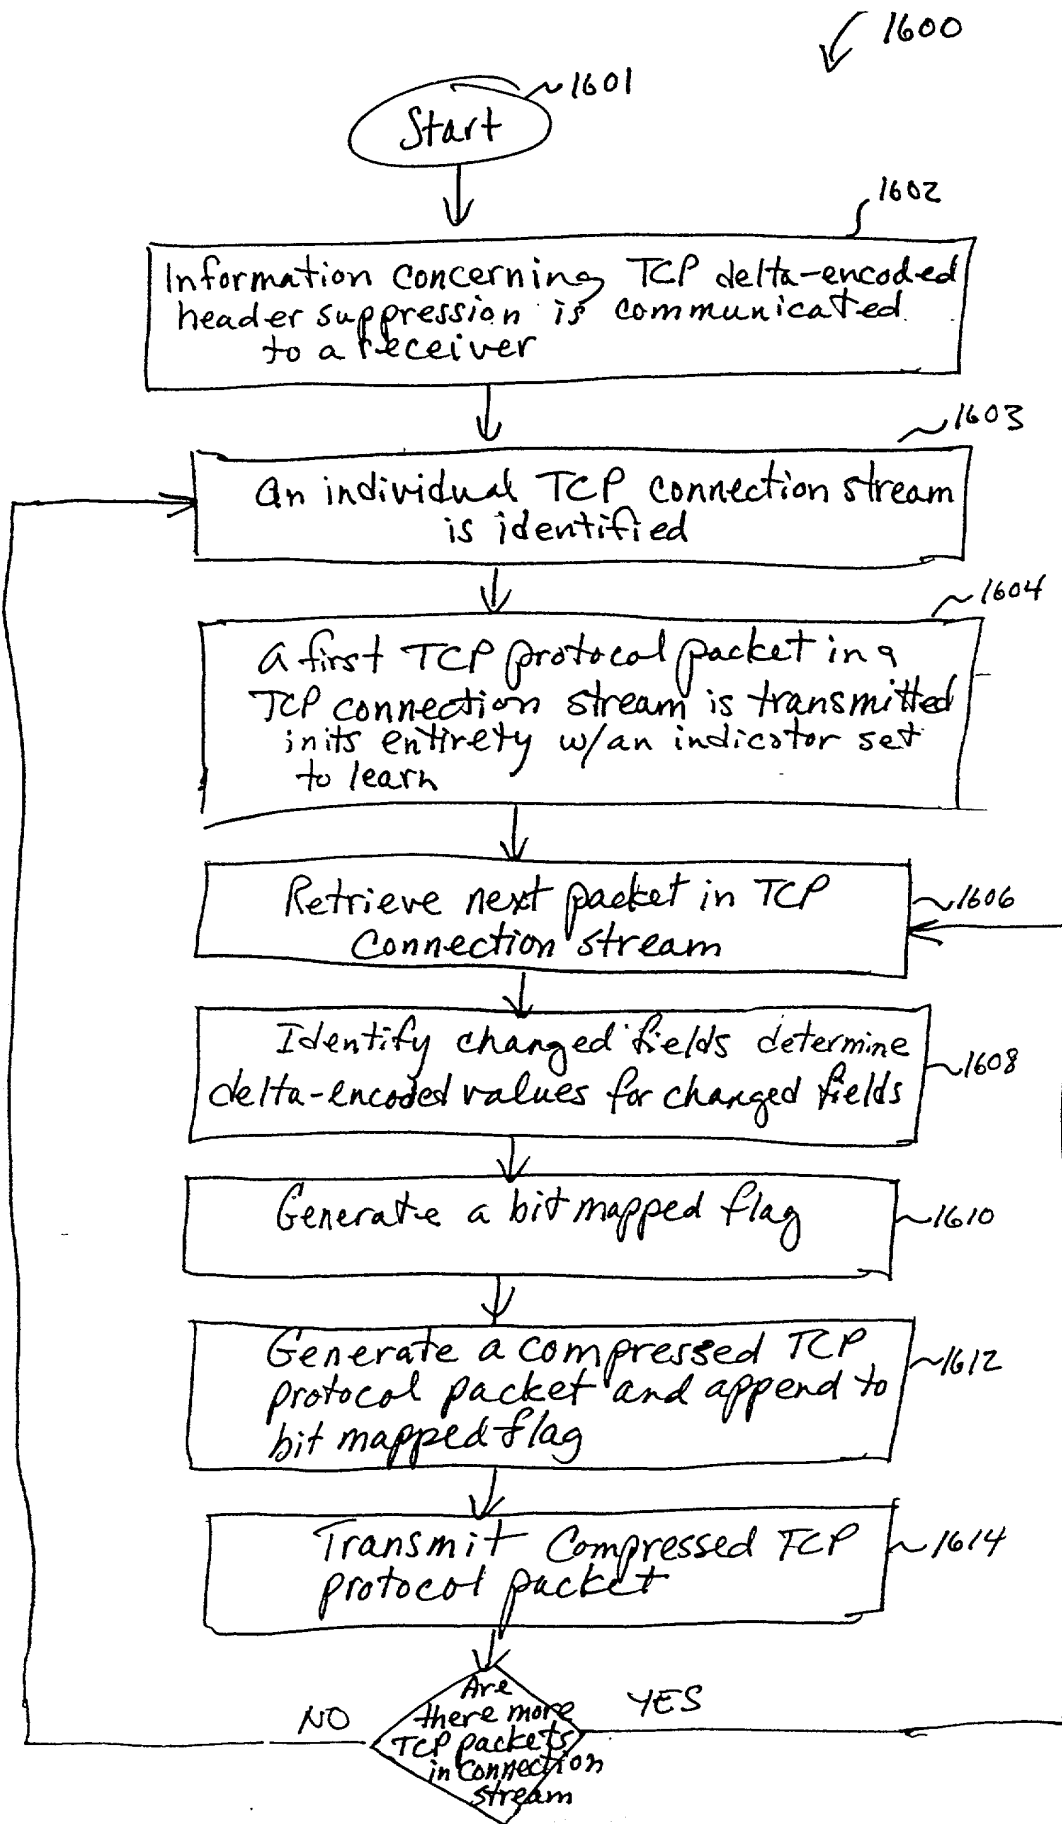 1600
1601
Start
1602
Information concerning TCP delta-encoded
header suppression is communicated
to a receiver
1603
An individual TCP connection stream
is identified
1604
A first TCP protocol packet in a
TCP connection stream is transmitted
in its entirety w/an indicator set
to learn
Retrieve next packet in TCP
Connection stream
1606
Identify changed fields determine
delta-encoded values for changed fields
1608
Generate a bit mapped flag
1610
Generate a compressed TCP
protocol packet and append to
bit mapped flag
1612
Transmit Compressed TCP
protocol packet
1614
Are
there more
TCP packets
in Connection
stream
NO
YES